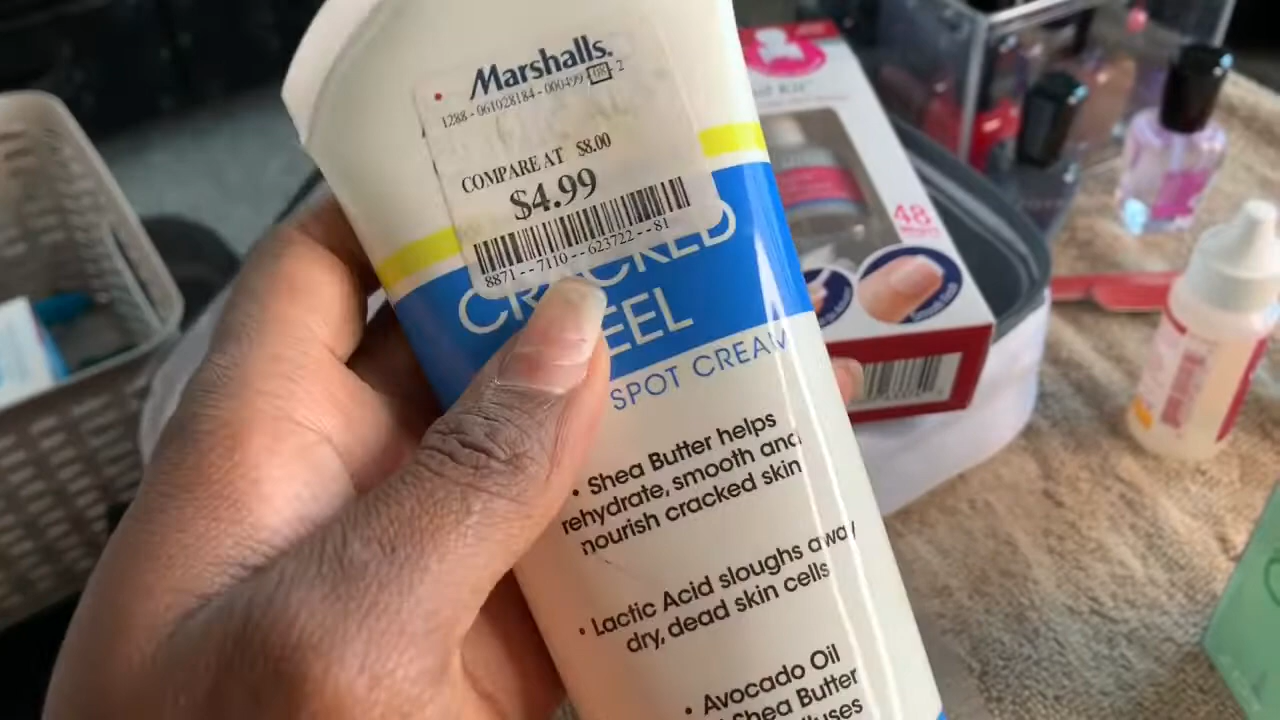 Marshalls.
1288 - 061028184 - 000499 - 2
COMPARE AT $8.00
$4.99
8871--7110--623722--81
CRACKED
EEL
SPOT CREAM
• Shea Butter helps
rehydrate, smooth and
nourish cracked skin
• Lactic Acid sloughs away
dry, dead skin cells
• Avocado Oil
Shea Butter
48